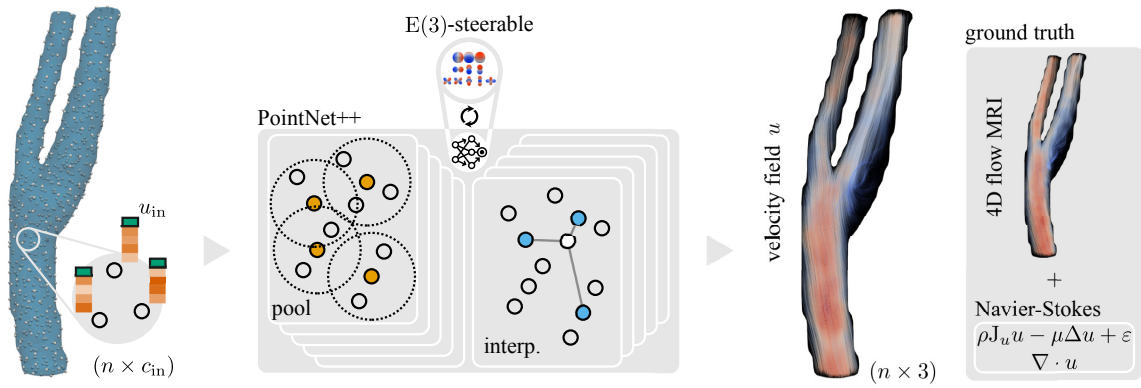 E(3)-steerable
PointNet++
u_in
(n × c_in)
pool
interp.
velocity field u
(n × 3)
ground truth
4D flow MRI
+
Navier-Stokes
ρJ_u u − μΔu + ε
∇ · u